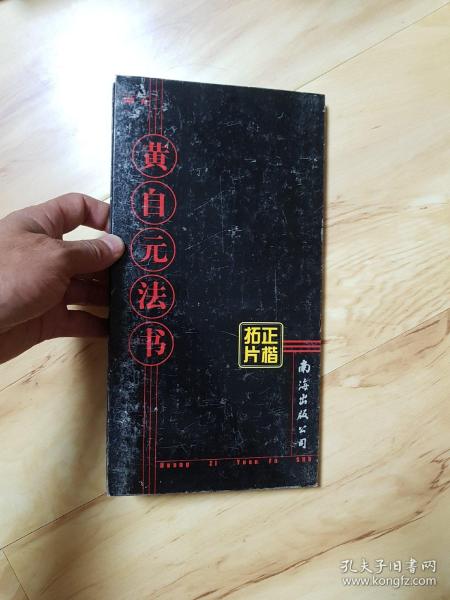 黄自元法书
正楷
拓片
南海出版公司
Huang Zi Yuan Fa Shu
孔夫子旧书网
www.kongfz.com